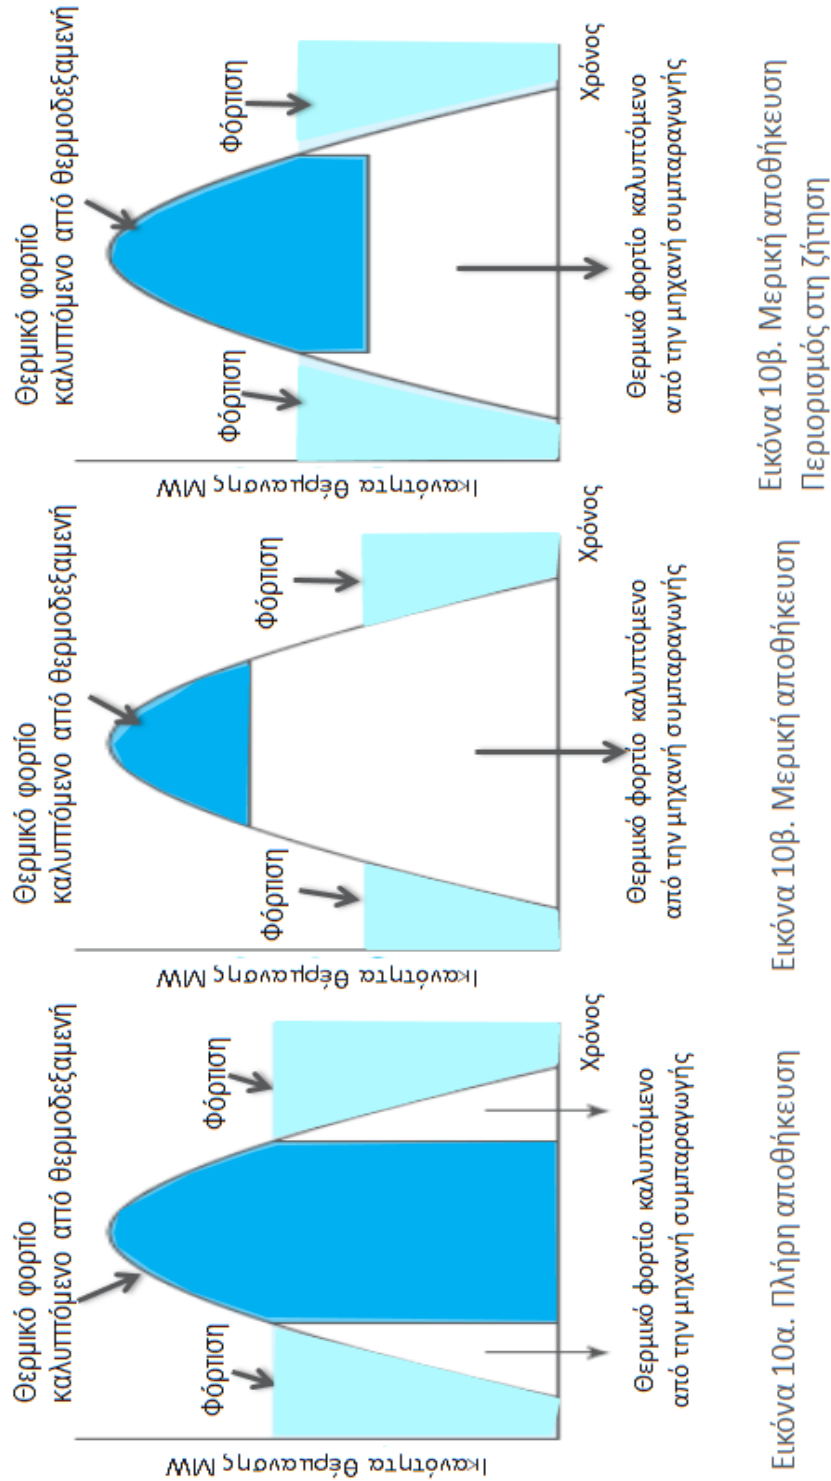 Θερμικό φορτίο
καλυπτόμενο από θερμοδεξαμενή
Φόρτιση
Φόρτιση
Ικανότητα θέρμανσης MW
Χρόνος
Θερμικό φορτίο καλυπτόμενο
από την μηχανή συμπαραγωγής
Εικόνα 10α. Πλήρη αποθήκευση
Θερμικό φορτίο
καλυπτόμενο από θερμοδεξαμενή
Φόρτιση
Φόρτιση
Ικανότητα θέρμανσης MW
Χρόνος
Θερμικό φορτίο καλυπτόμενο
από την μηχανή συμπαραγωγής
Εικόνα 10β. Μερική αποθήκευση
Θερμικό φορτίο
καλυπτόμενο από θερμοδεξαμενή
Φόρτιση
Φόρτιση
Ικανότητα θέρμανσης MW
Χρόνος
Θερμικό φορτίο καλυπτόμενο
από την μηχανή συμπαραγωγής
Εικόνα 10β. Μερική αποθήκευση
Περιορισμός στη ζήτηση